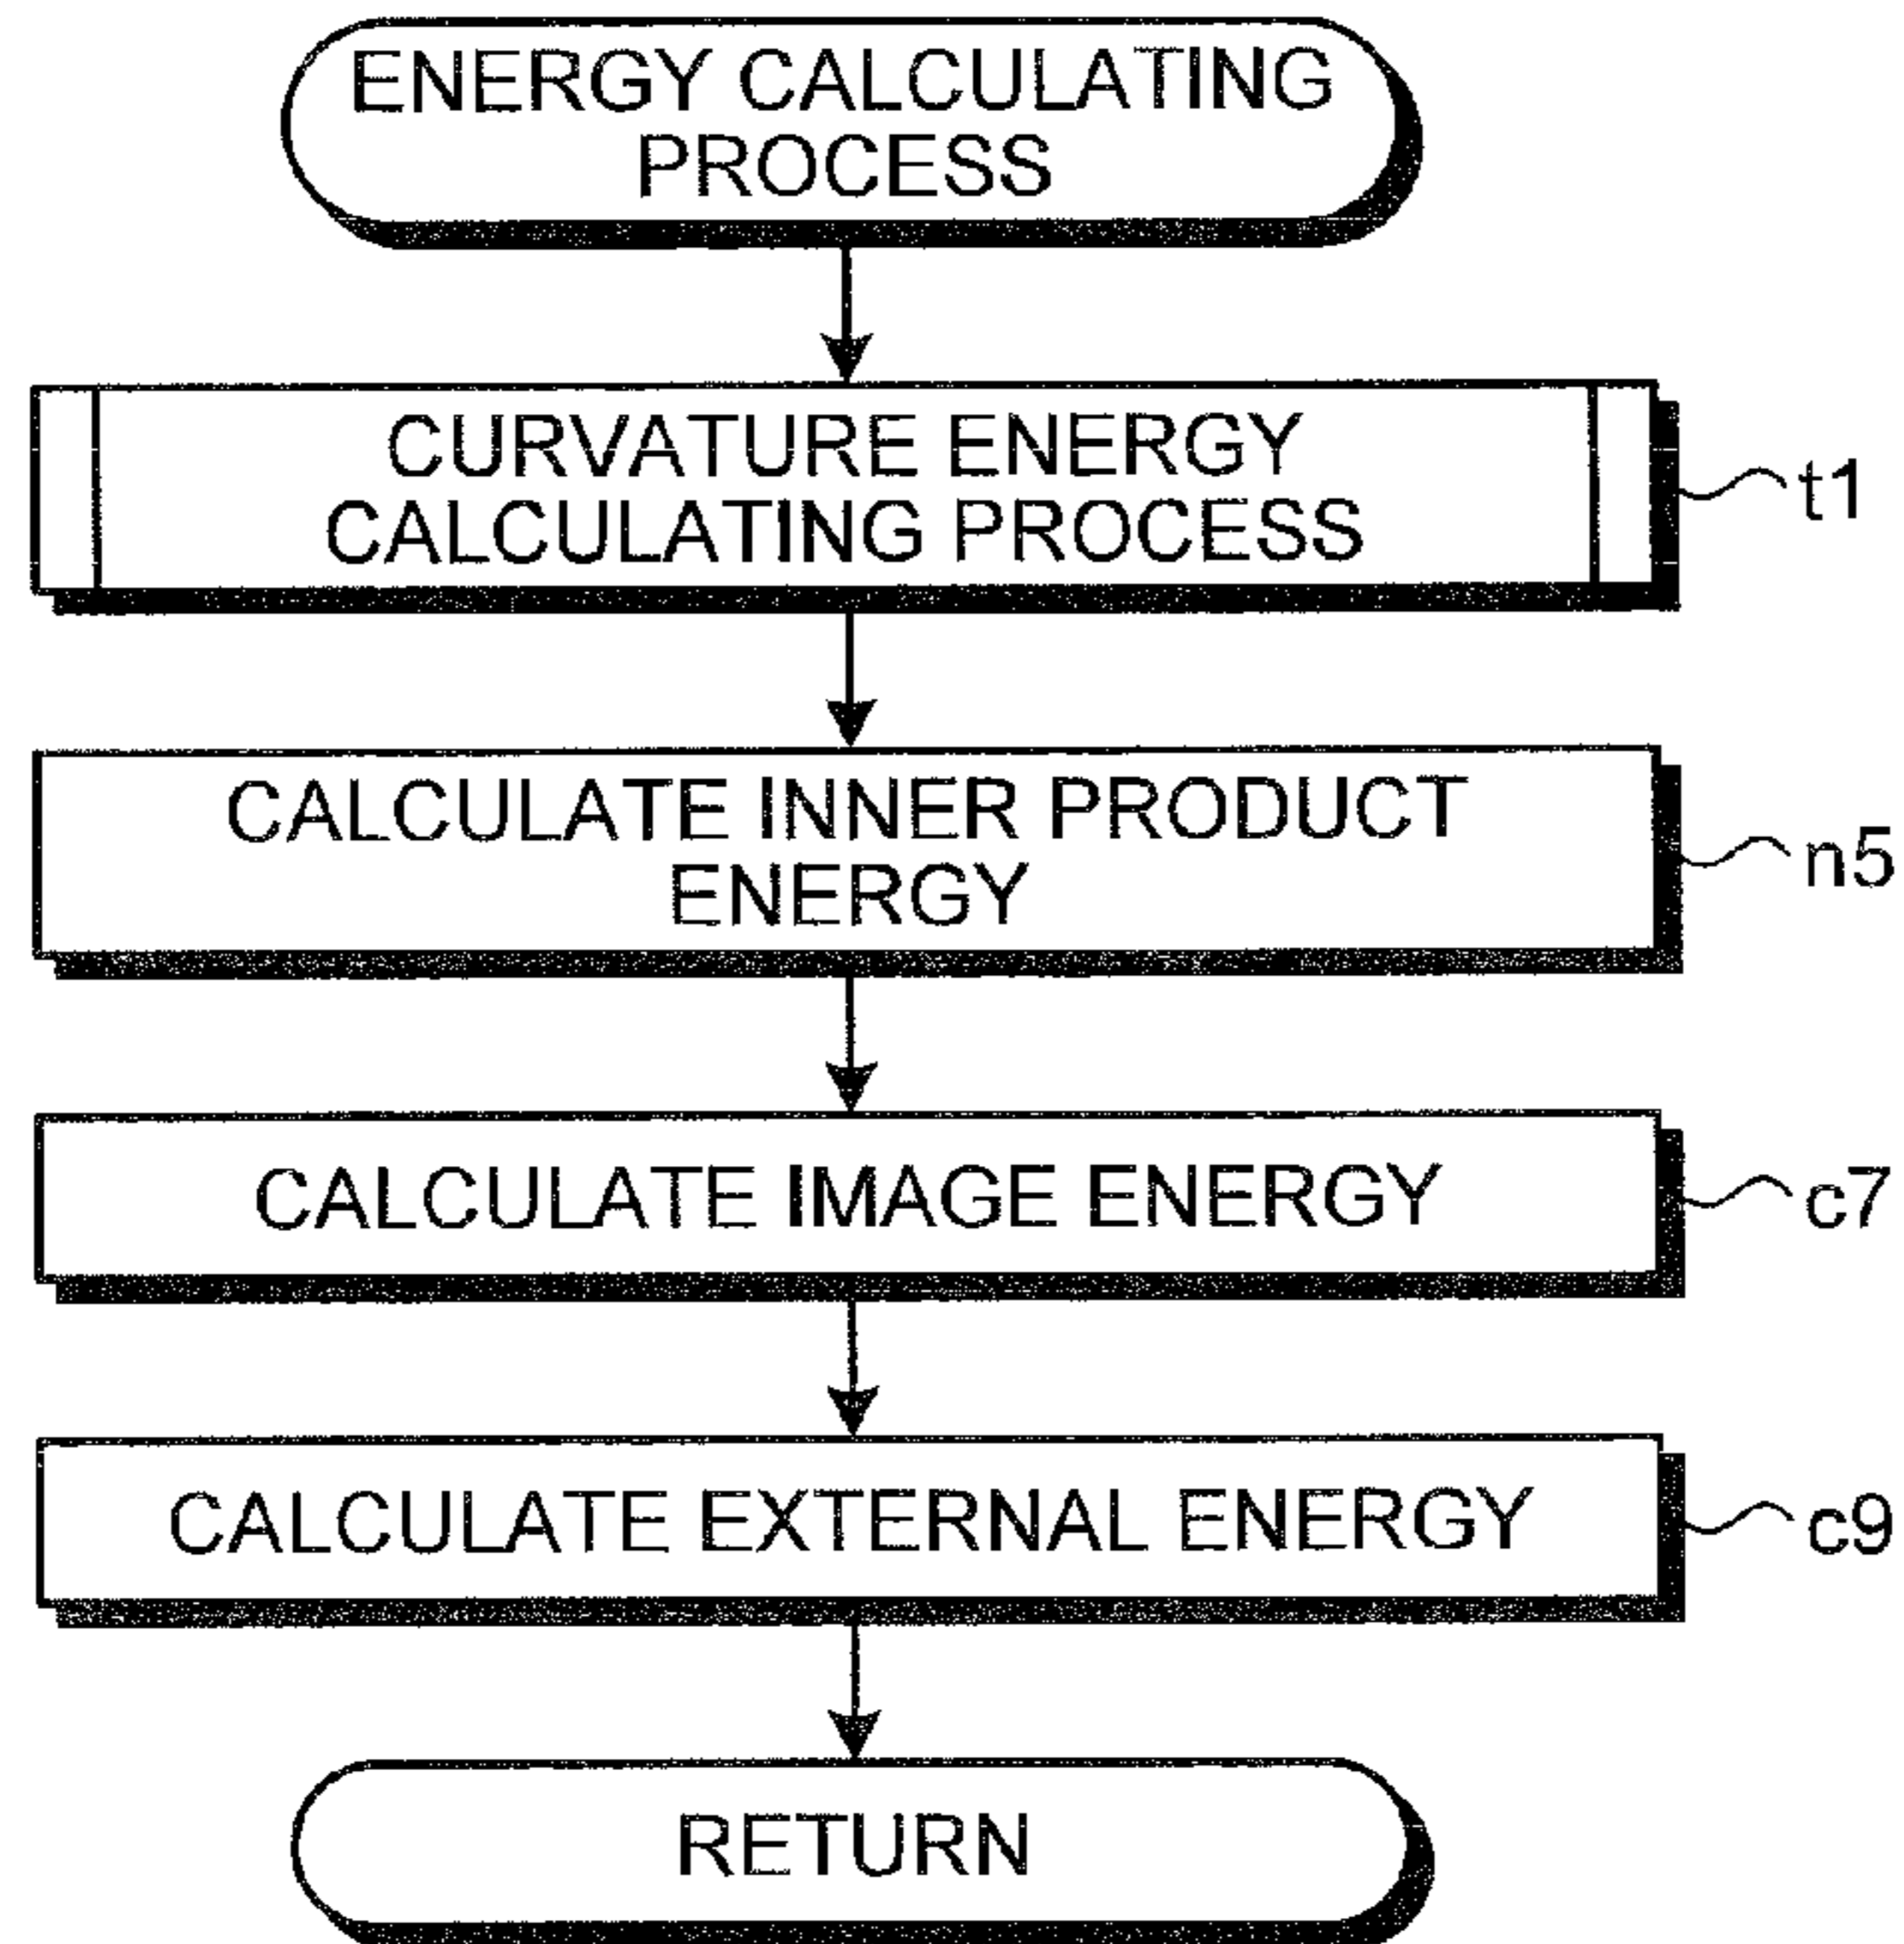 ENERGY CALCULATING
PROCESS
CURVATURE ENERGY
CALCULATING PROCESS
t1
CALCULATE INNER PRODUCT
ENERGY
n5
CALCULATE IMAGE ENERGY
c7
CALCULATE EXTERNAL ENERGY
c9
RETURN